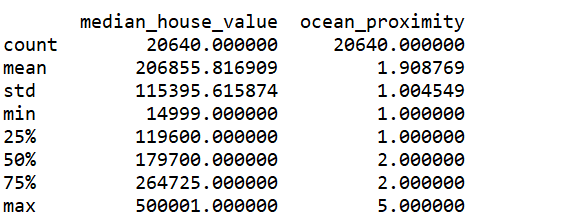 median_house_value ocean_proximity
count 20640.000000 20640.000000
mean 206855.816909 1.908769
std 115395.615874 1.004549
min 14999.000000 1.000000
25% 119600.000000 1.000000
50% 179700.000000 2.000000
75% 264725.000000 2.000000
max 500001.000000 5.000000